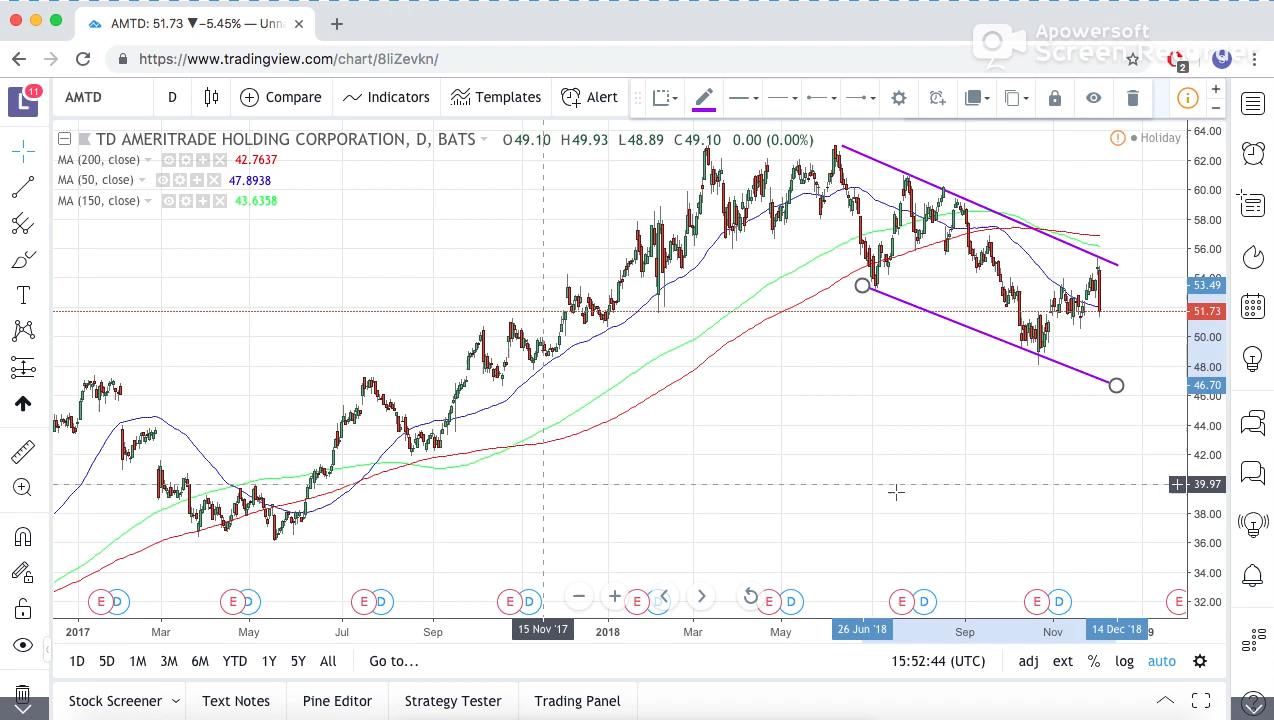 AMTD: 51.73 ▼ −5.45% — Unna
Apowersoft
Screen Recorder
https://www.tradingview.com/chart/8liZevkn/
2
11
AMTD D Compare Indicators Templates Alert
TD AMERITRADE HOLDING CORPORATION, D, BATS O49.10 H49.93 L48.89 C49.10 0.00 (0.00%)
Holiday
MA (200, close) 42.7637
MA (50, close) 47.8938
MA (150, close) 43.6358
64.00
62.00
60.00
58.00
56.00
54.00
53.49
51.73
50.00
48.00
46.70
46.00
44.00
42.00
39.97
38.00
36.00
34.00
32.00
E D E D E D E D E D E D E D E D E
2017 Mar May Jul Sep 15 Nov '17 2018 Mar May 26 Jun '18 Sep Nov 14 Dec '18 9
1D 5D 1M 3M 6M YTD 1Y 5Y All Go to... 15:52:44 (UTC) adj ext % log auto
Stock Screener Text Notes Pine Editor Strategy Tester Trading Panel